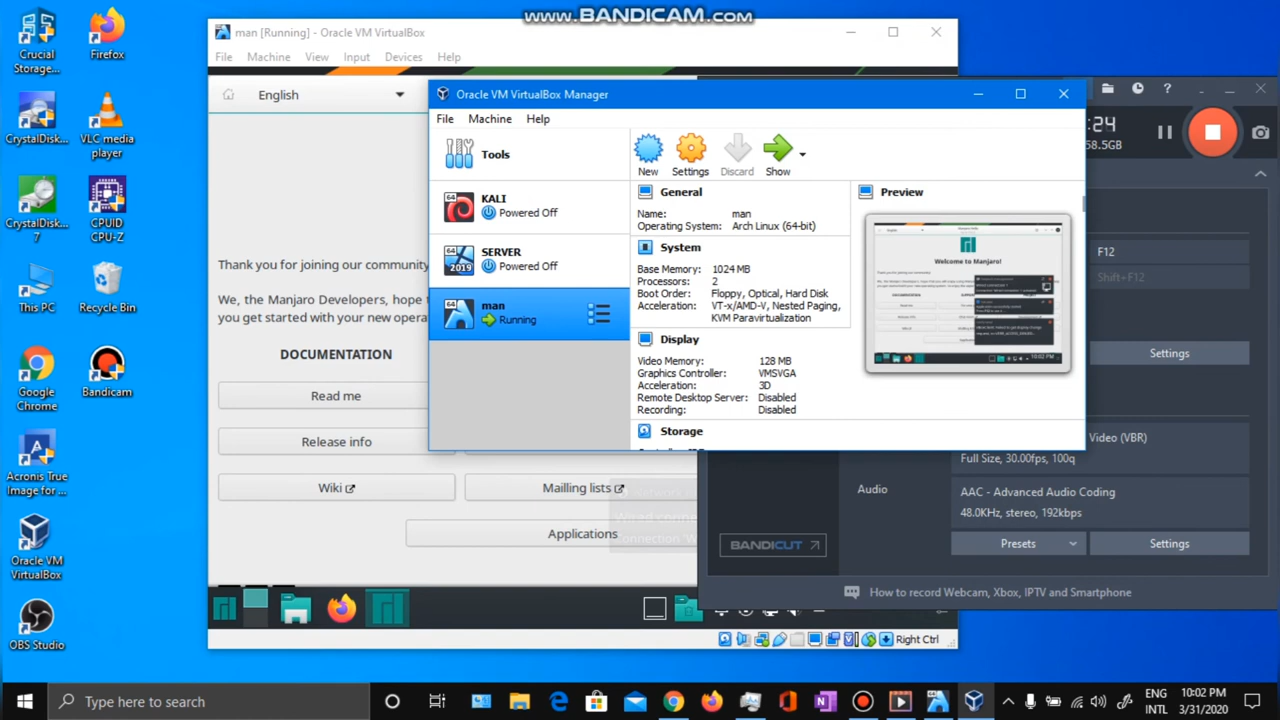 www.BANDICAM.com
Crucial
Storage...
Firefox
CrystalDisk...
VLC media
player
CrystalDisk...
7
CPUID
CPU-Z
This PC
Recycle Bin
Google
Chrome
Bandicam
Acronis True
Image for ...
Oracle VM
VirtualBox
OBS Studio
man [Running] - Oracle VM VirtualBox
File Machine View Input Devices Help
English
Thank you for joining our community
We, the Manjaro Developers, hope t
you get started with your new opera
DOCUMENTATION
Read me
Release info
Wiki
Mailling lists
Applications
Right Ctrl
Oracle VM VirtualBox Manager
File Machine Help
Tools
New Settings Discard Show
KALI
Powered Off
SERVER
Powered Off
2019
man
Running
General
Name: man
Operating System: Arch Linux (64-bit)
System
Base Memory: 1024 MB
Processors: 2
Boot Order: Floppy, Optical, Hard Disk
Acceleration: VT-x/AMD-V, Nested Paging,
KVM Paravirtualization
Display
Video Memory: 128 MB
Graphics Controller: VMSVGA
Acceleration: 3D
Remote Desktop Server: Disabled
Recording: Disabled
Storage
Preview
Welcome to Manjaro!
10:02 PM
:24
58.5GB
F12
Shift+F12
Settings
Video (VBR)
Full Size, 30.00fps, 100q
Audio
AAC - Advanced Audio Coding
48.0KHz, stereo, 192kbps
Presets
Settings
BANDICUT
How to record Webcam, Xbox, IPTV and Smartphone
Type here to search
ENG
INTL
10:02 PM
3/31/2020